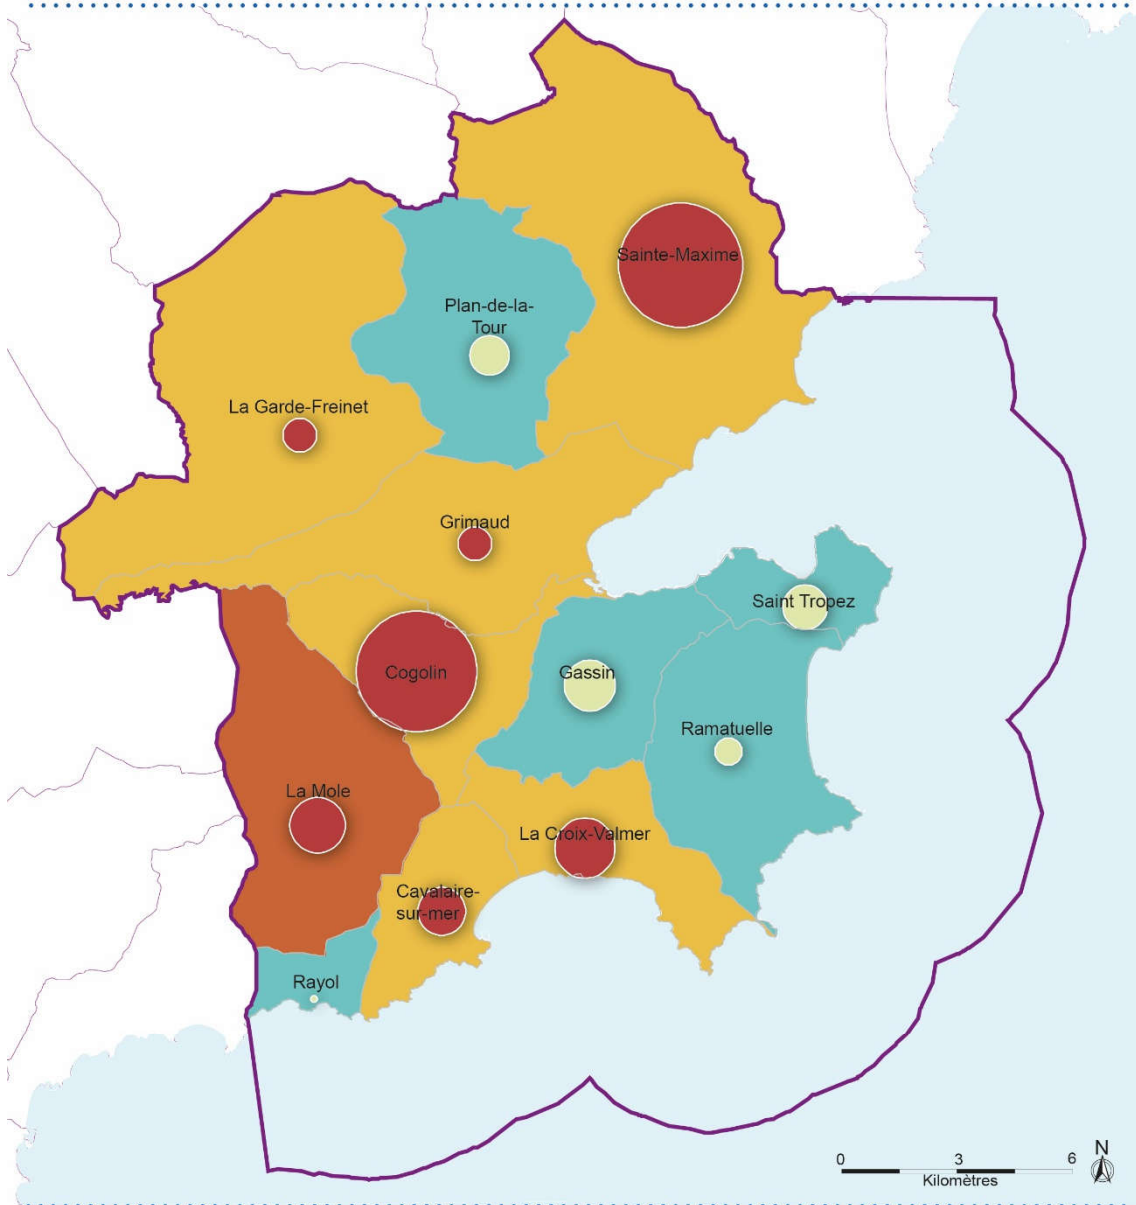 Sainte-Maxime
Plan-de-la-
Tour
La Garde-Freinet
Grimaud
Saint Tropez
Cogolin
Gassin
Ramatuelle
La Mole
La Croix-Valmer
Cavalaire-
sur-mer
Rayol
0 3 6
Kilomètres
N